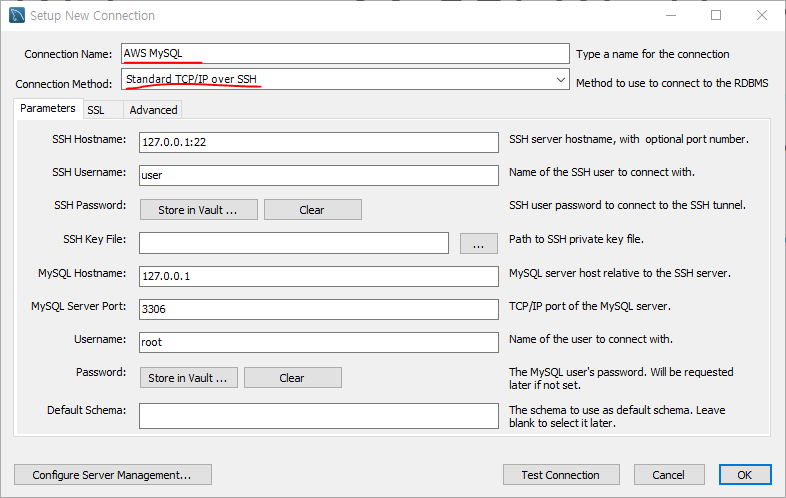 Setup New Connection
Connection Name: AWS MySQL Type a name for the connection
Connection Method: Standard TCP/IP over SSH Method to use to connect to the RDBMS
Parameters SSL Advanced
SSH Hostname: 127.0.0.1:22 SSH server hostname, with optional port number.
SSH Username: user Name of the SSH user to connect with.
SSH Password: Store in Vault ... Clear SSH user password to connect to the SSH tunnel.
SSH Key File: ... Path to SSH private key file.
MySQL Hostname: 127.0.0.1 MySQL server host relative to the SSH server.
MySQL Server Port: 3306 TCP/IP port of the MySQL server.
Username: root Name of the user to connect with.
Password: Store in Vault ... Clear The MySQL user's password. Will be requested
later if not set.
Default Schema: The schema to use as default schema. Leave
blank to select it later.
Configure Server Management... Test Connection Cancel OK